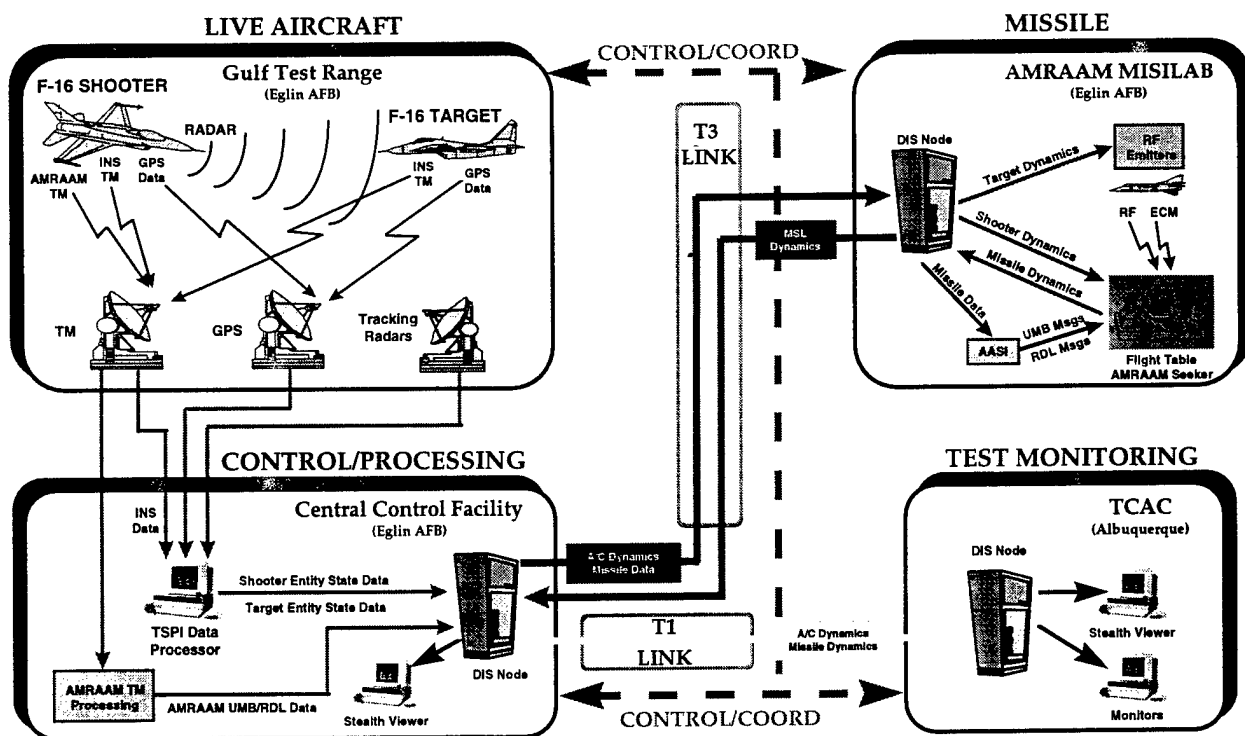 LIVE AIRCRAFT
Gulf Test Range
(Eglin AFB)
F-16 SHOOTER
RADAR
F-16 TARGET
AMRAAM
TM
INS
TM
GPS
Data
INS
TM
GPS
Data
TM
GPS
Tracking
Radars
CONTROL/COORD
T3
LINK
MSL
Dynamics
MISSILE
AMRAAM MISILAB
(Eglin AFB)
DIS Node
Target Dynamics
RF
Emitters
RF
ECM
Shooter Dynamics
Missile Dynamics
Missile Data
AASI
UMB Msgs
RDL Msgs
Flight Table
AMRAAM Seeker
CONTROL/PROCESSING
Central Control Facility
(Eglin AFB)
INS
Data
Shooter Entity State Data
Target Entity State Data
TSPI Data
Processor
AMRAAM TM
Processing
AMRAAM UMB/RDL Data
Stealth Viewer
DIS Node
A/C Dynamics
Missile Data
T1
LINK
A/C Dynamics
Missile Dynamics
CONTROL/COORD
TEST MONITORING
TCAC
(Albuquerque)
DIS Node
Stealth Viewer
Monitors